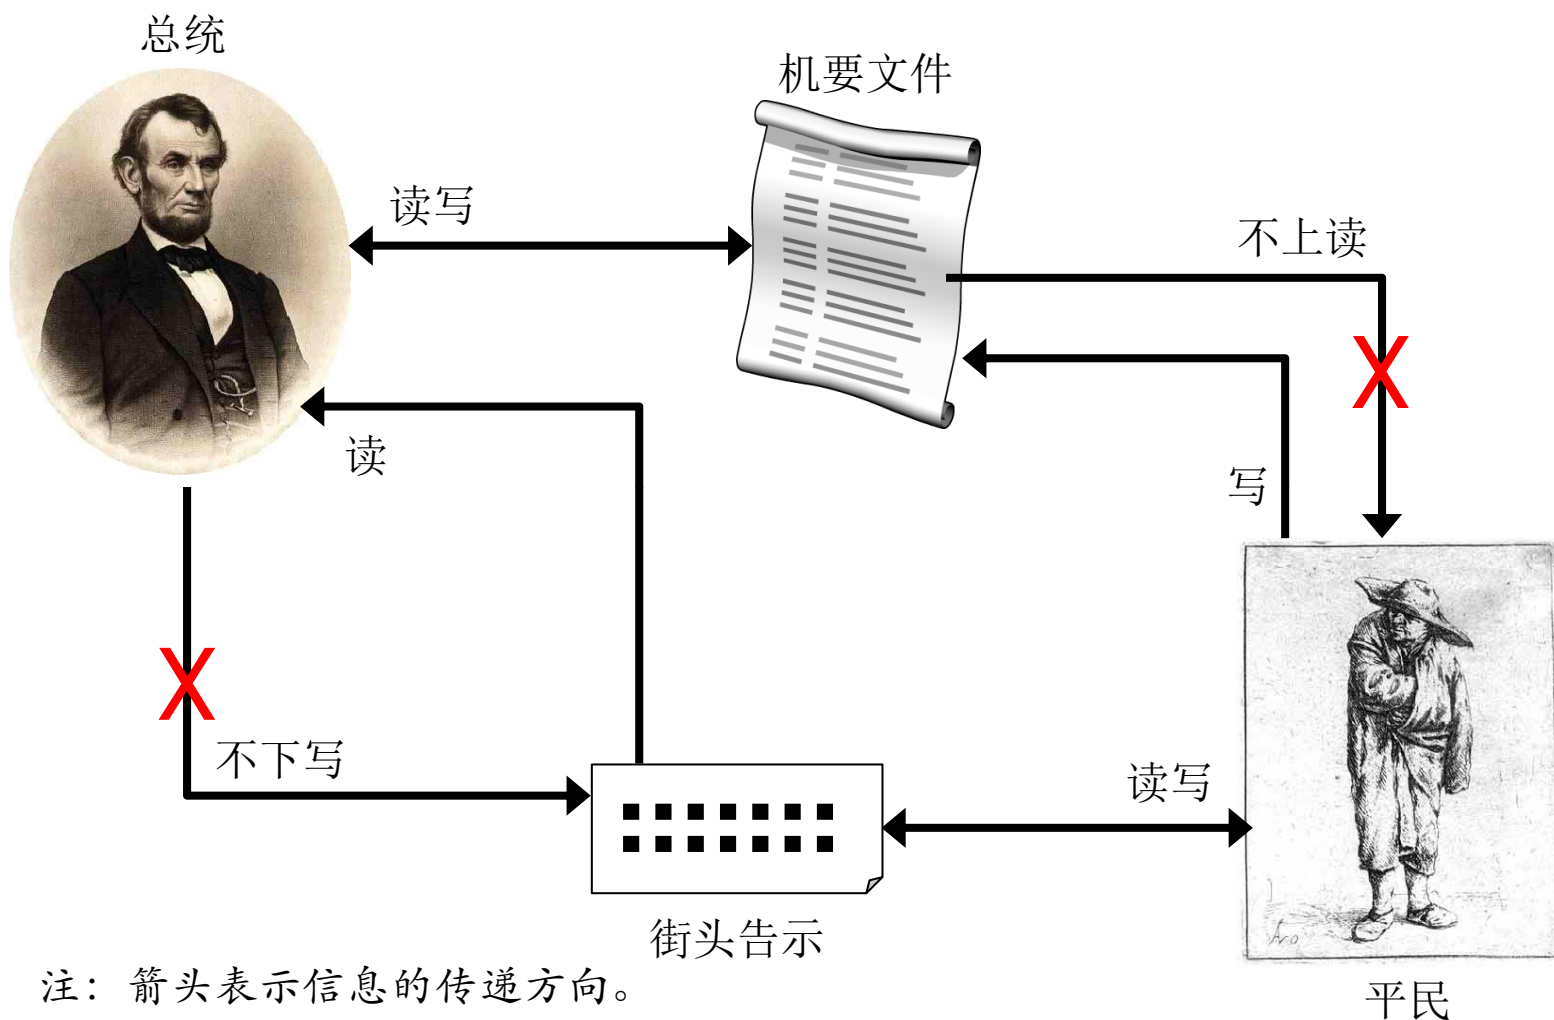 总统
机要文件
读写
不上读
读
写
不下写
读写
街头告示
注：箭头表示信息的传递方向。
平民